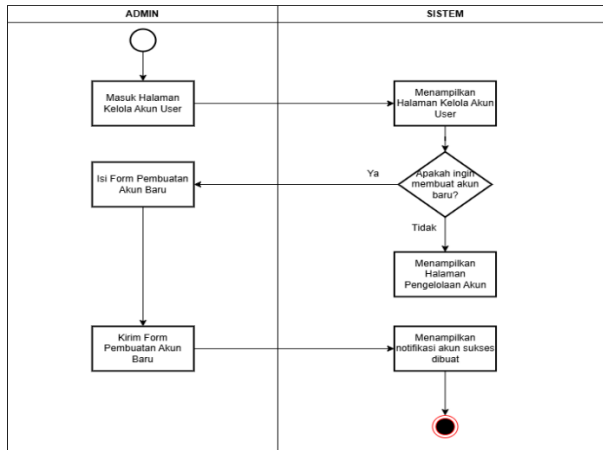 ADMIN
SISTEM
Masuk Halaman
Kelola Akun User
Menampilkan
Halaman Kelola Akun
User
Isi Form Pembuatan
Akun Baru
Ya
Apakah ingin
membuat akun
baru?
Tidak
Menampilkan
Halaman
Pengelolaan Akun
Kirim Form
Pembuatan Akun
Baru
Menampilkan
notifikasi akun sukses
dibuat